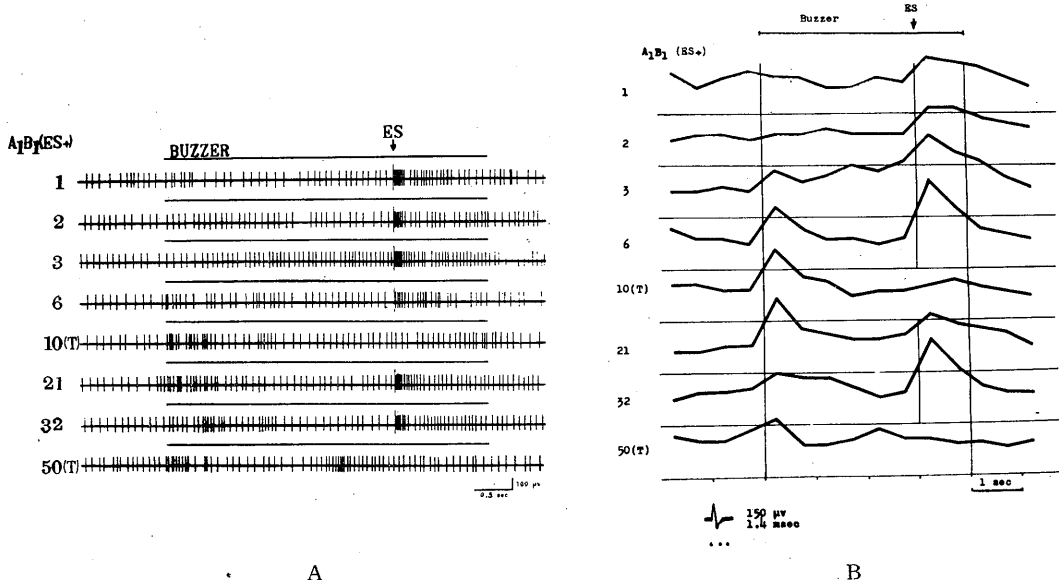 A1B1(ES+)
BUZZER
ES
1
2
3
6
10(T)
21
32
50(T)
100 μv
0.5 sec
A
ES
Buzzer
A1B1 (ES+)
1
2
3
6
10(T)
21
32
50(T)
1 sec
150 μv
1.4 msec
B